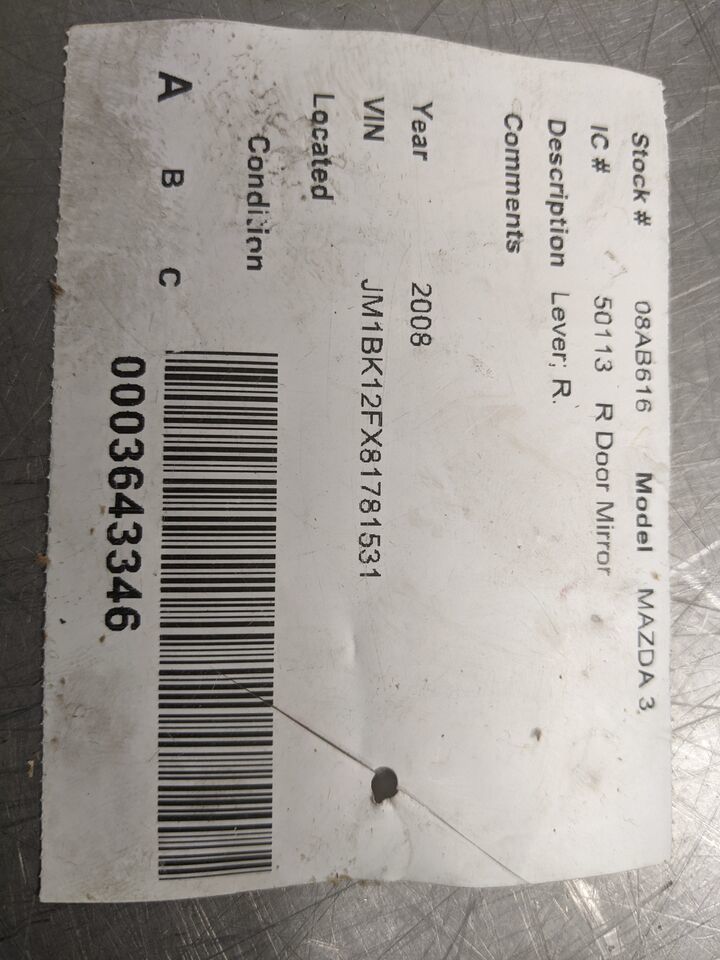 Stock # 08AB616 Model MAZDA 3
IC # 50113 R Door Mirror
Description Lever; R.
Comments
Year 2008
VIN JM1BK12FX81781531
Located
Condition
A B C
0003643346